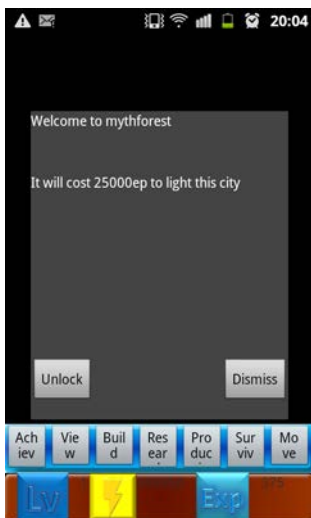 20:04
Welcome to mythforest
It will cost 25000ep to light this city
Unlock Dismiss
Ach Vie Buil Res Pro Sur Mo
iev w d ear duc viv ve
Lv Exp 375